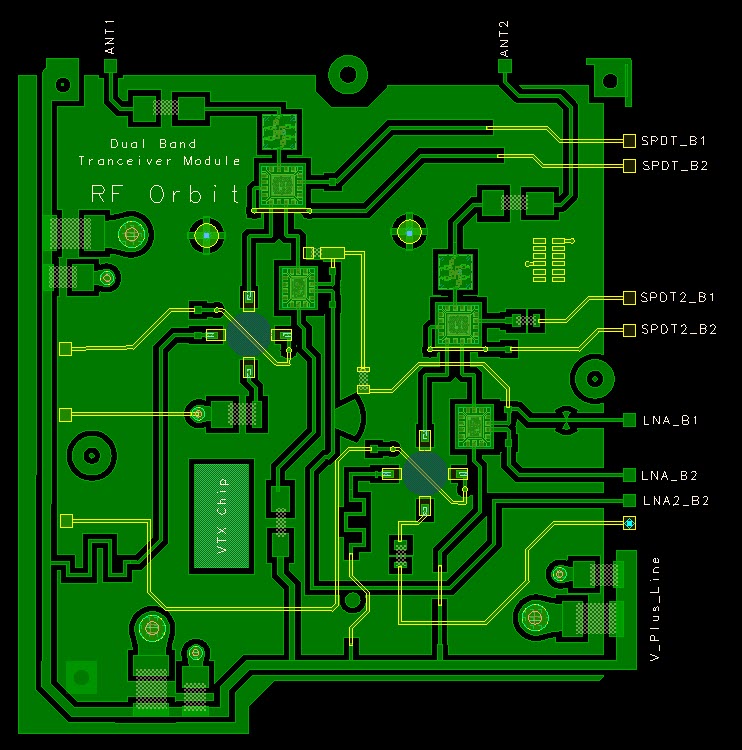 ANT1
ANT2
Dual Band
Tranceiver Module
RF Orbit
SPDT_B1
SPDT_B2
SPDT2_B1
SPDT2_B2
LNA_B1
LNA_B2
LNA2_B2
VTX Chip
V_Plus_Line